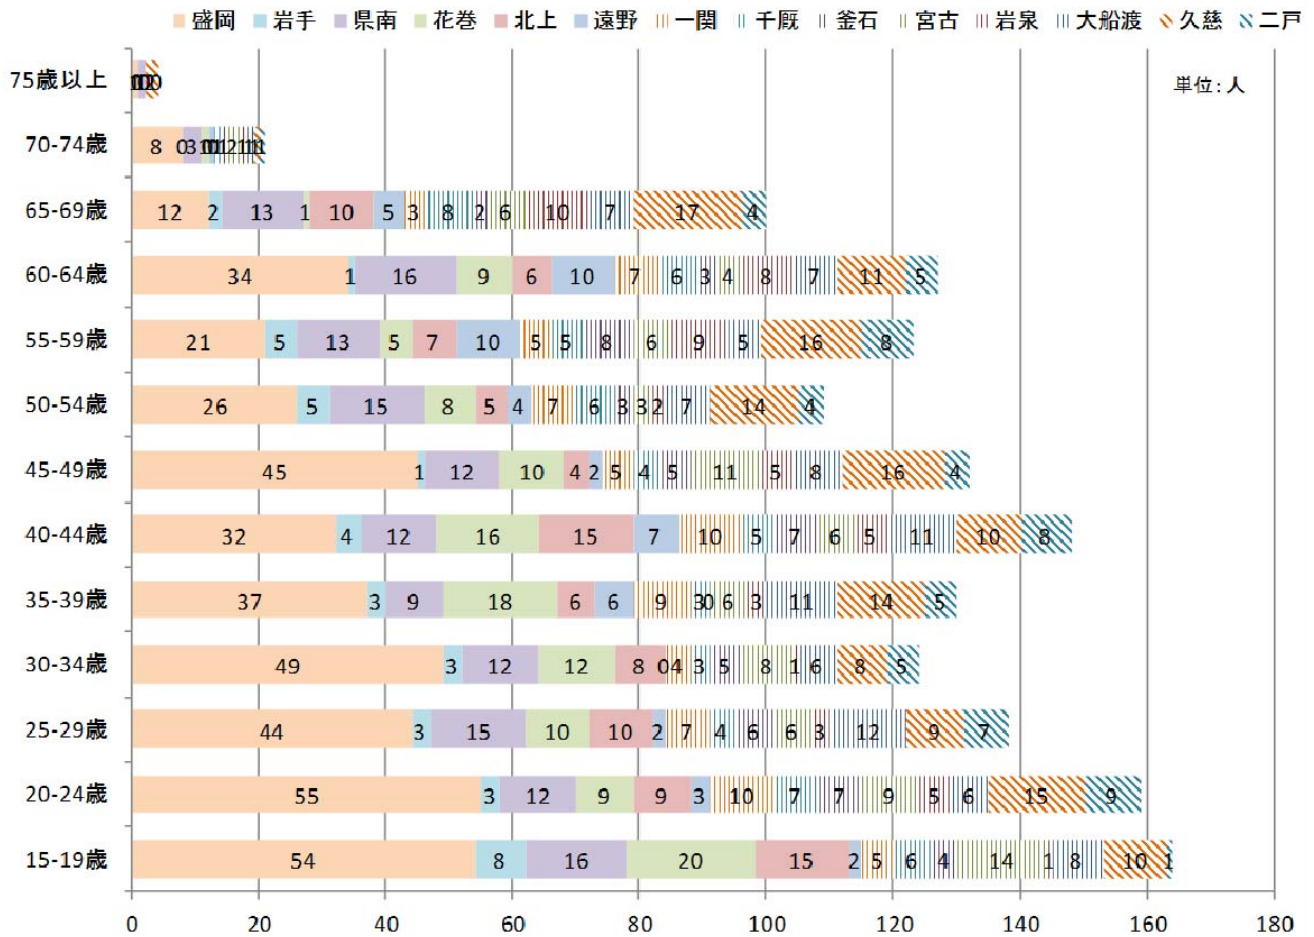 盛岡 岩手 県南 花巻 北上 遠野 一関 千厩 釜石 宮古 岩泉 大船渡 久慈 二戸
単位：人
75歳以上
70-74歳 8 0 3 1
65-69歳 12 2 13 1 10 5 3 8 2 6 10 7 17 4
60-64歳 34 1 16 9 6 10 7 6 3 4 8 7 11 5
55-59歳 21 5 13 5 7 10 5 5 8 6 9 5 16 8
50-54歳 26 5 15 8 5 4 7 6 3 3 2 7 14 4
45-49歳 45 1 12 10 4 2 5 4 5 11 5 8 16 4
40-44歳 32 4 12 16 15 7 10 5 7 6 5 11 10 8
35-39歳 37 3 9 18 6 6 9 3 0 6 3 11 14 5
30-34歳 49 3 12 12 8 0 4 3 5 8 1 6 8 5
25-29歳 44 3 15 10 10 2 7 4 6 6 3 12 9 7
20-24歳 55 3 12 9 9 3 10 7 7 9 5 6 15 9
15-19歳 54 8 16 20 15 2 5 6 4 14 1 8 10 1
0 20 40 60 80 100 120 140 160 180